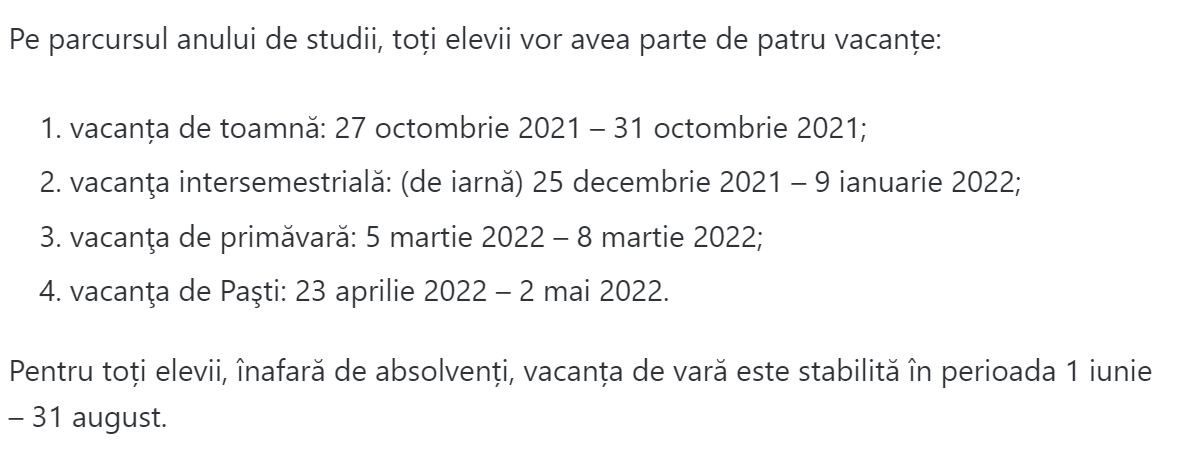 Pe parcursul anului de studii, toți elevii vor avea parte de patru vacanțe:
1. vacanța de toamnă: 27 octombrie 2021 – 31 octombrie 2021;
2. vacanţa intersemestrială: (de iarnă) 25 decembrie 2021 – 9 ianuarie 2022;
3. vacanţa de primăvară: 5 martie 2022 – 8 martie 2022;
4. vacanţa de Paşti: 23 aprilie 2022 – 2 mai 2022.
Pentru toți elevii, înafară de absolvenți, vacanța de vară este stabilită în perioada 1 iunie
– 31 august.